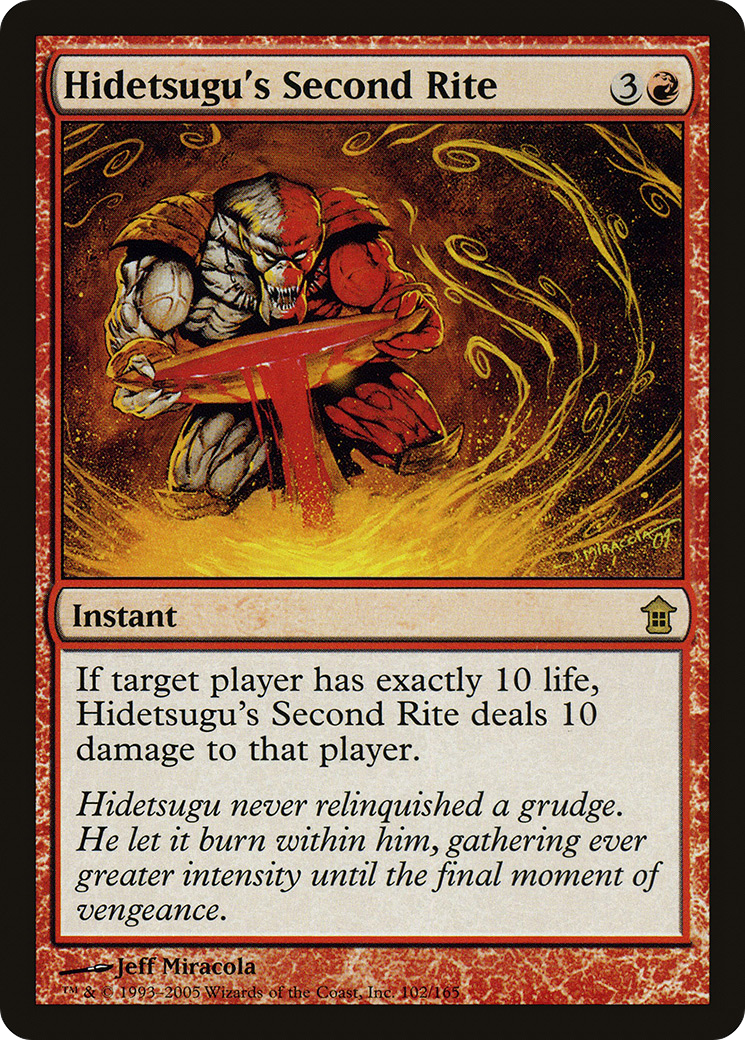 Hidetsugu's Second Rite 3
J. MIRACOLA 04
Instant
If target player has exactly 10 life,
Hidetsugu's Second Rite deals 10
damage to that player.
Hidetsugu never relinquished a grudge.
He let it burn within him, gathering ever
greater intensity until the final moment of
vengeance.
Jeff Miracola
™ & © 1993–2005 Wizards of the Coast, Inc. 102/165